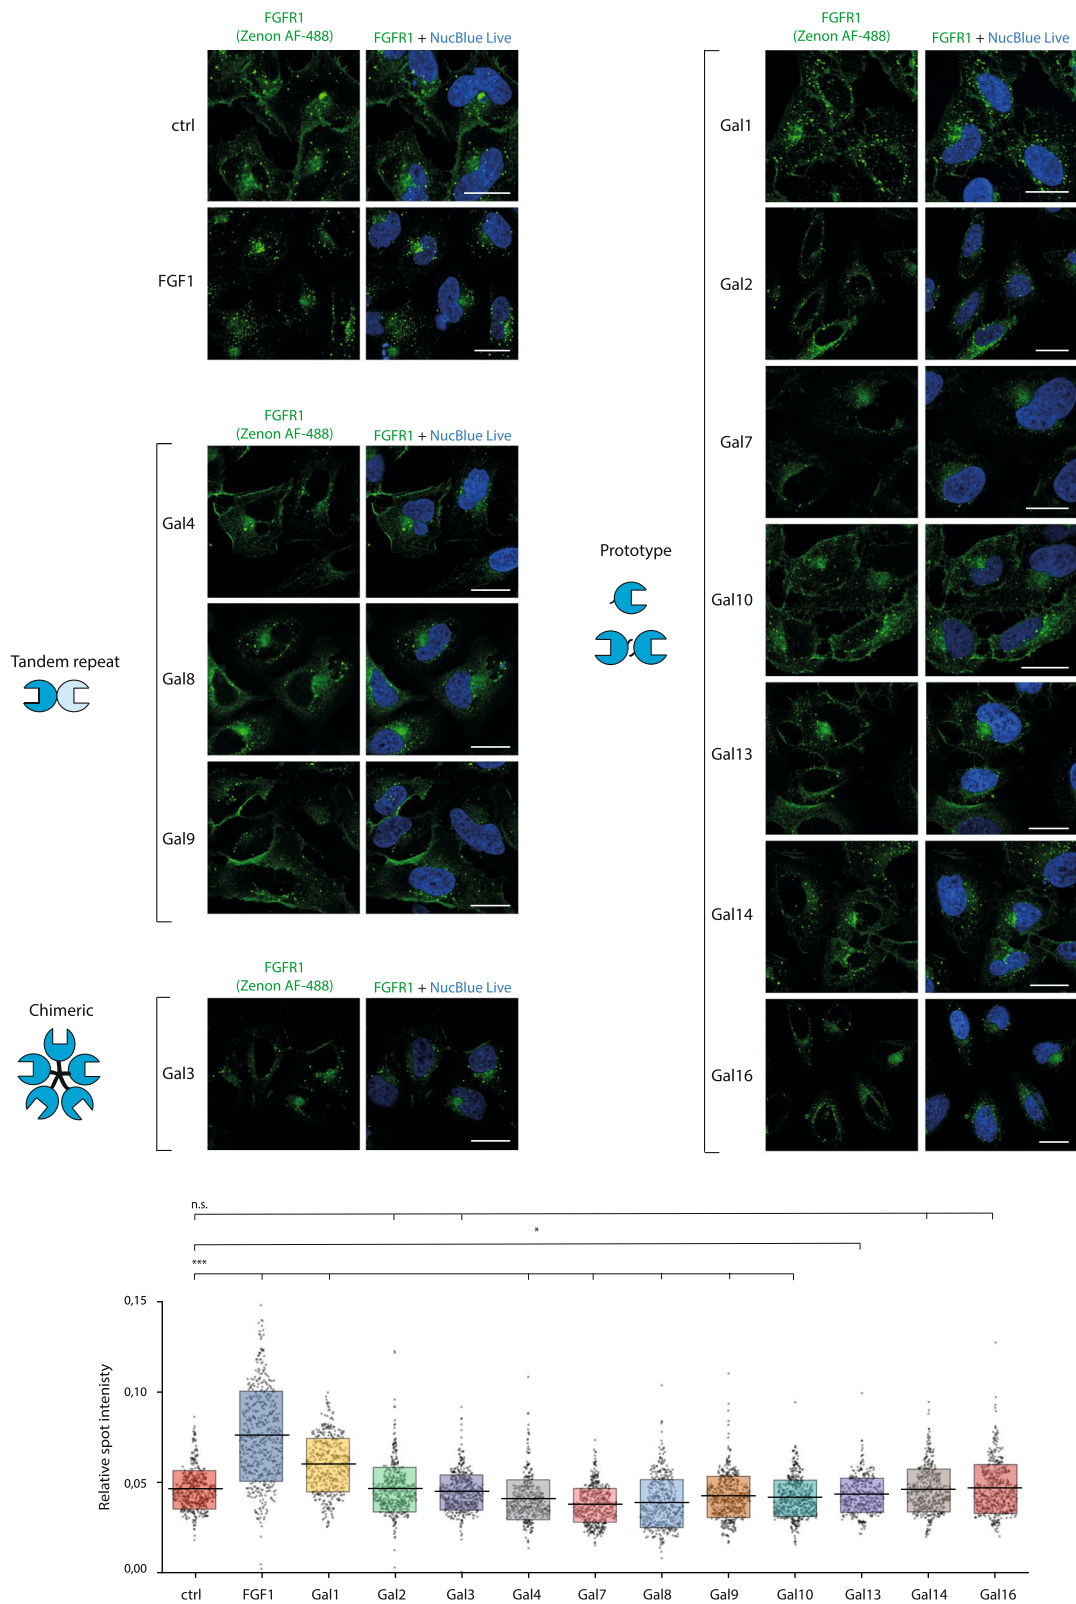 FGFR1
(Zenon AF-488)
FGFR1 + NucBlue Live
ctrl
FGF1
FGFR1
(Zenon AF-488)
FGFR1 + NucBlue Live
Tandem repeat
Gal4
Gal8
Gal9
FGFR1
(Zenon AF-488)
FGFR1 + NucBlue Live
Chimeric
Gal3
FGFR1
(Zenon AF-488)
FGFR1 + NucBlue Live
Prototype
Gal1
Gal2
Gal7
Gal10
Gal13
Gal14
Gal16
n.s.
*
***
Relative spot intenisty
0,15
0,10
0,05
0,00
ctrl FGF1 Gal1 Gal2 Gal3 Gal4 Gal7 Gal8 Gal9 Gal10 Gal13 Gal14 Gal16